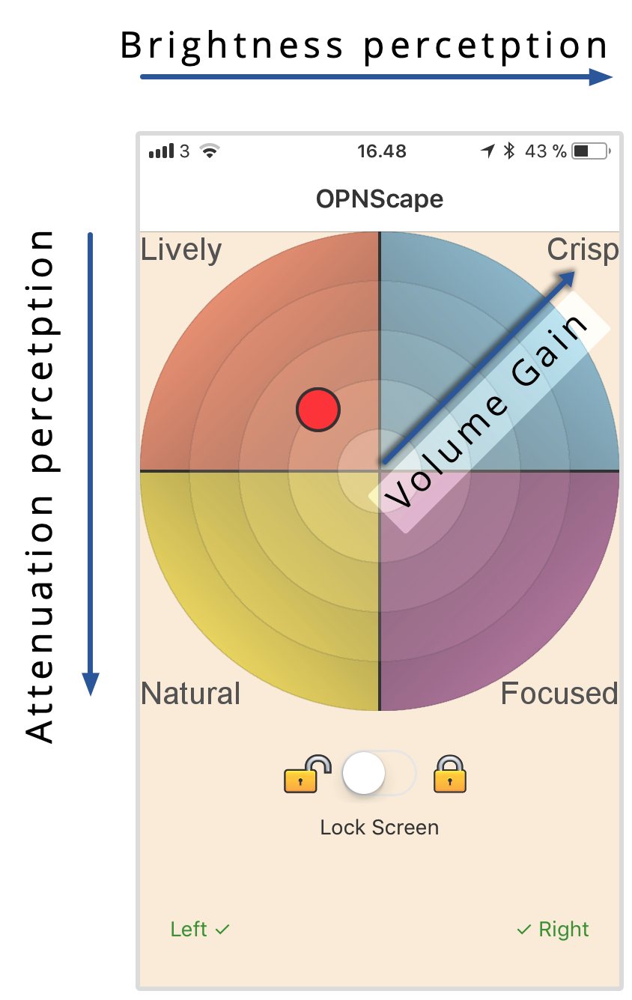 Brightness percetption
3
16.48
43 %
OPNScape
Lively
Crisp
Attenuation percetption
Volume Gain
Natural
Focused
Lock Screen
Left ✓
✓ Right